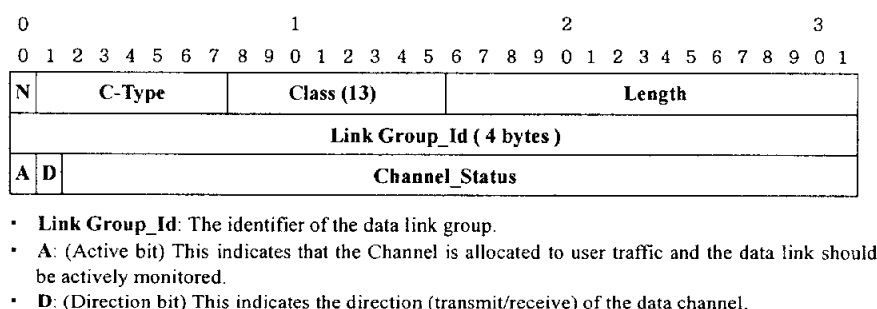 0 1 2 3
0 1 2 3 4 5 6 7 8 9 0 1 2 3 4 5 6 7 8 9 0 1 2 3 4 5 6 7 8 9 0 1
N C-Type Class (13) Length
Link Group_Id ( 4 bytes )
A D Channel_Status
· Link Group_Id: The identifier of the data link group.
· A: (Active bit) This indicates that the Channel is allocated to user traffic and the data link should
be actively monitored.
· D: (Direction bit) This indicates the direction (transmit/receive) of the data channel.